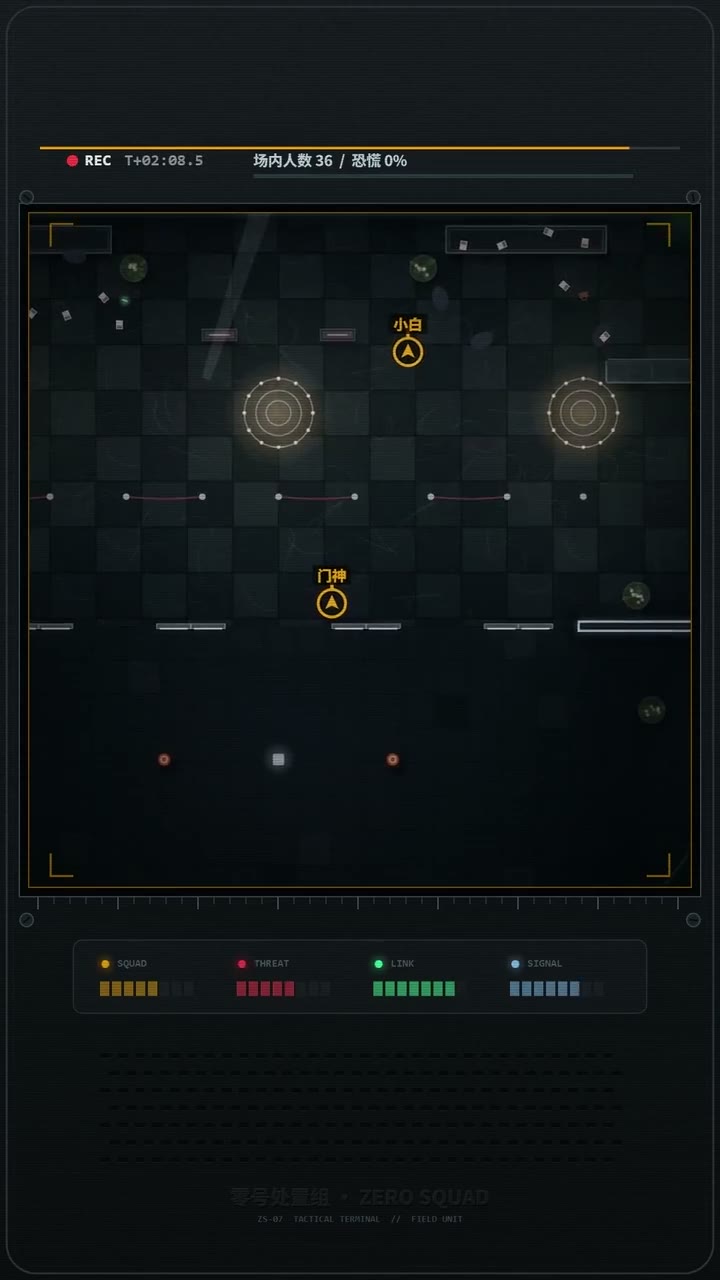 REC T+02:08.5 场内人数 36 / 恐慌 0%
小白
门神
SQUAD THREAT LINK SIGNAL
零号处置组 · ZERO SQUAD
ZS-07 TACTICAL TERMINAL // FIELD UNIT